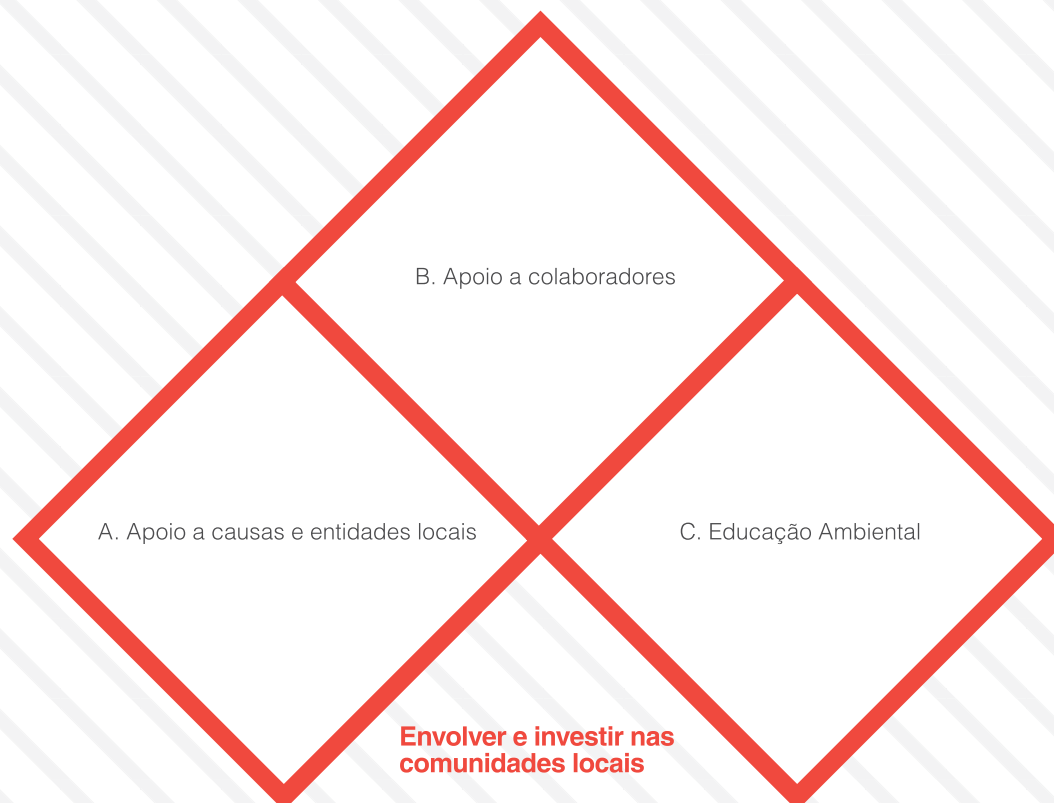 B. Apoio a colaboradores
A. Apoio a causas e entidades locais
C. Educação Ambiental
Envolver e investir nas
comunidades locais